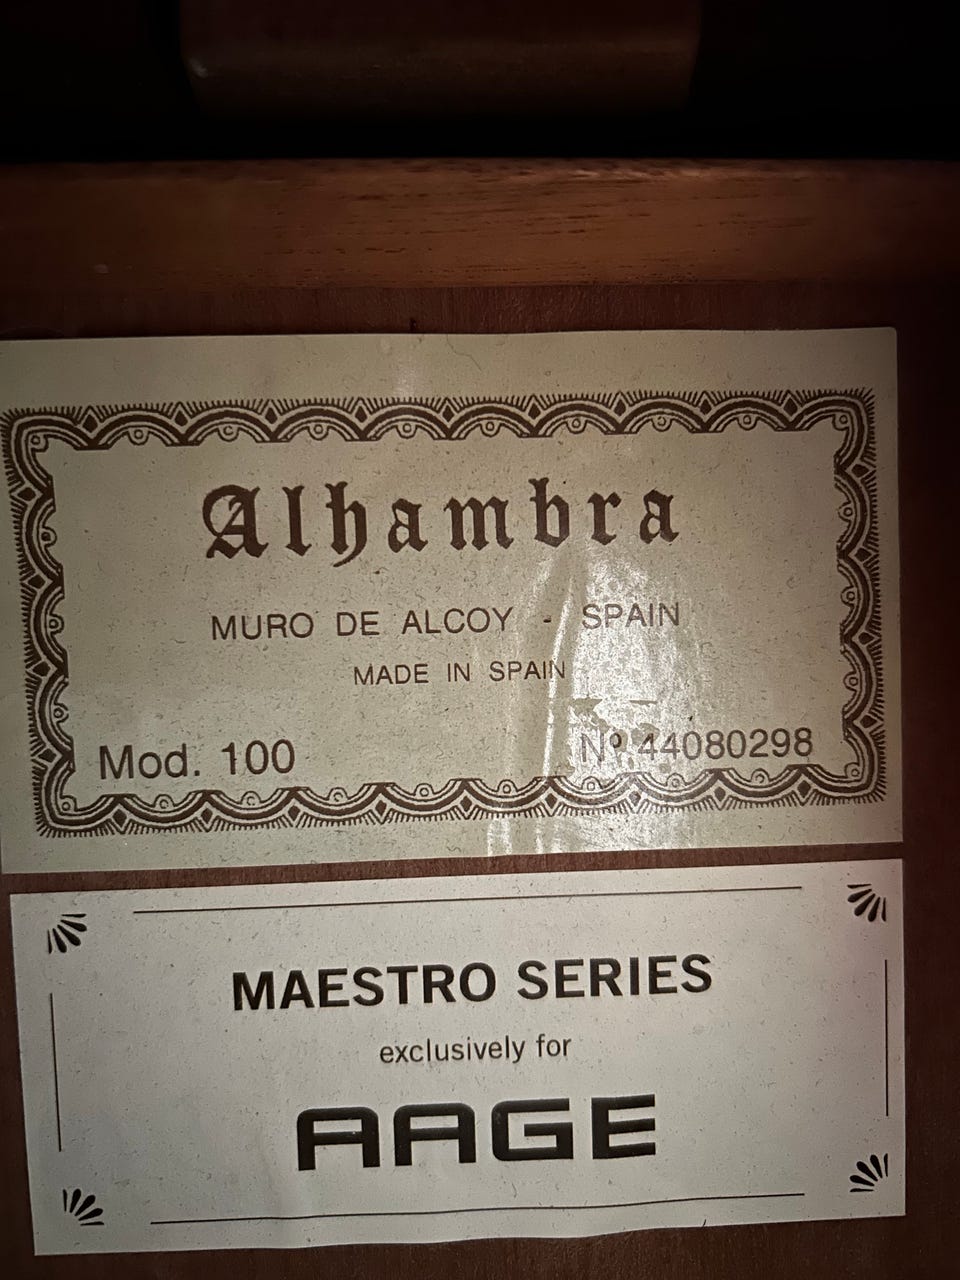 Alhambra
MURO DE ALCOY - SPAIN
MADE IN SPAIN
Mod. 100 Nº 44080298
MAESTRO SERIES
exclusively for
AAGE